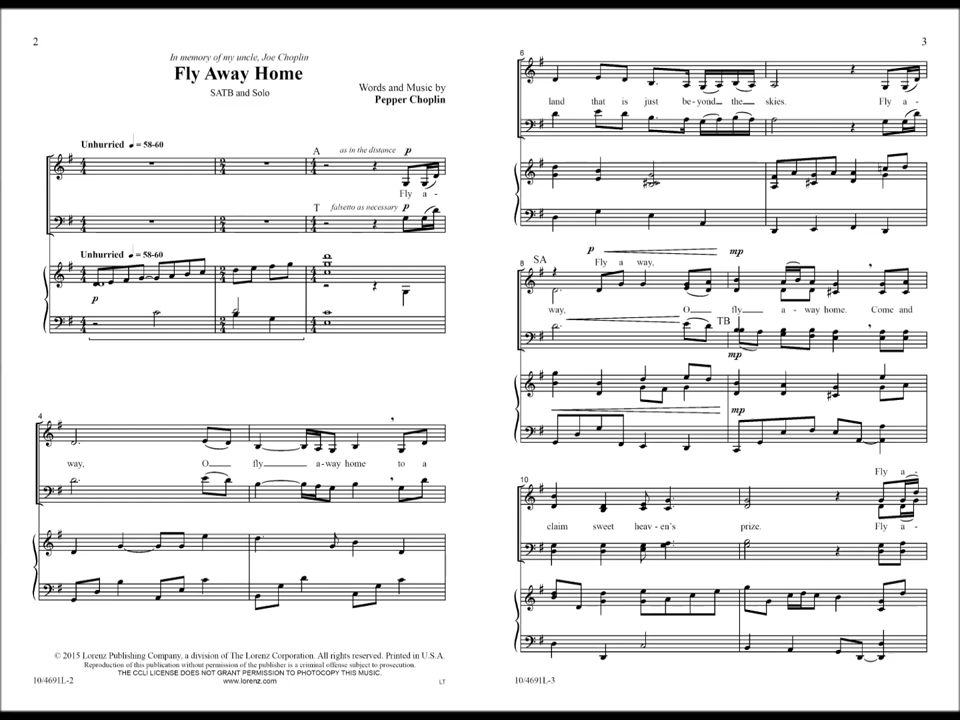 2
In memory of my uncle, Joe Choplin
Fly Away Home
SATB and Solo
Words and Music by
Pepper Choplin
Unhurried ♩ = 58-60
A as in the distance p
Fly a -
T falsetto as necessary p
Unhurried ♩ = 58-60
p
4
way, O fly a-way home to a
© 2015 Lorenz Publishing Company, a division of The Lorenz Corporation. All rights reserved. Printed in U.S.A.
Reproduction of this publication without permission of the publisher is a criminal offense subject to prosecution.
THE CCLI LICENSE DOES NOT GRANT PERMISSION TO PHOTOCOPY THIS MUSIC.
www.lorenz.com
10/4691L-2
LT
3
6
land that is just be-yond the skies. Fly a -
8
SA
p mp
Fly a way,
way, O fly a - way home. Come and
TB
mp
mp
10
Fly a -
claim sweet heav - en's prize. Fly a -
10/4691L-3